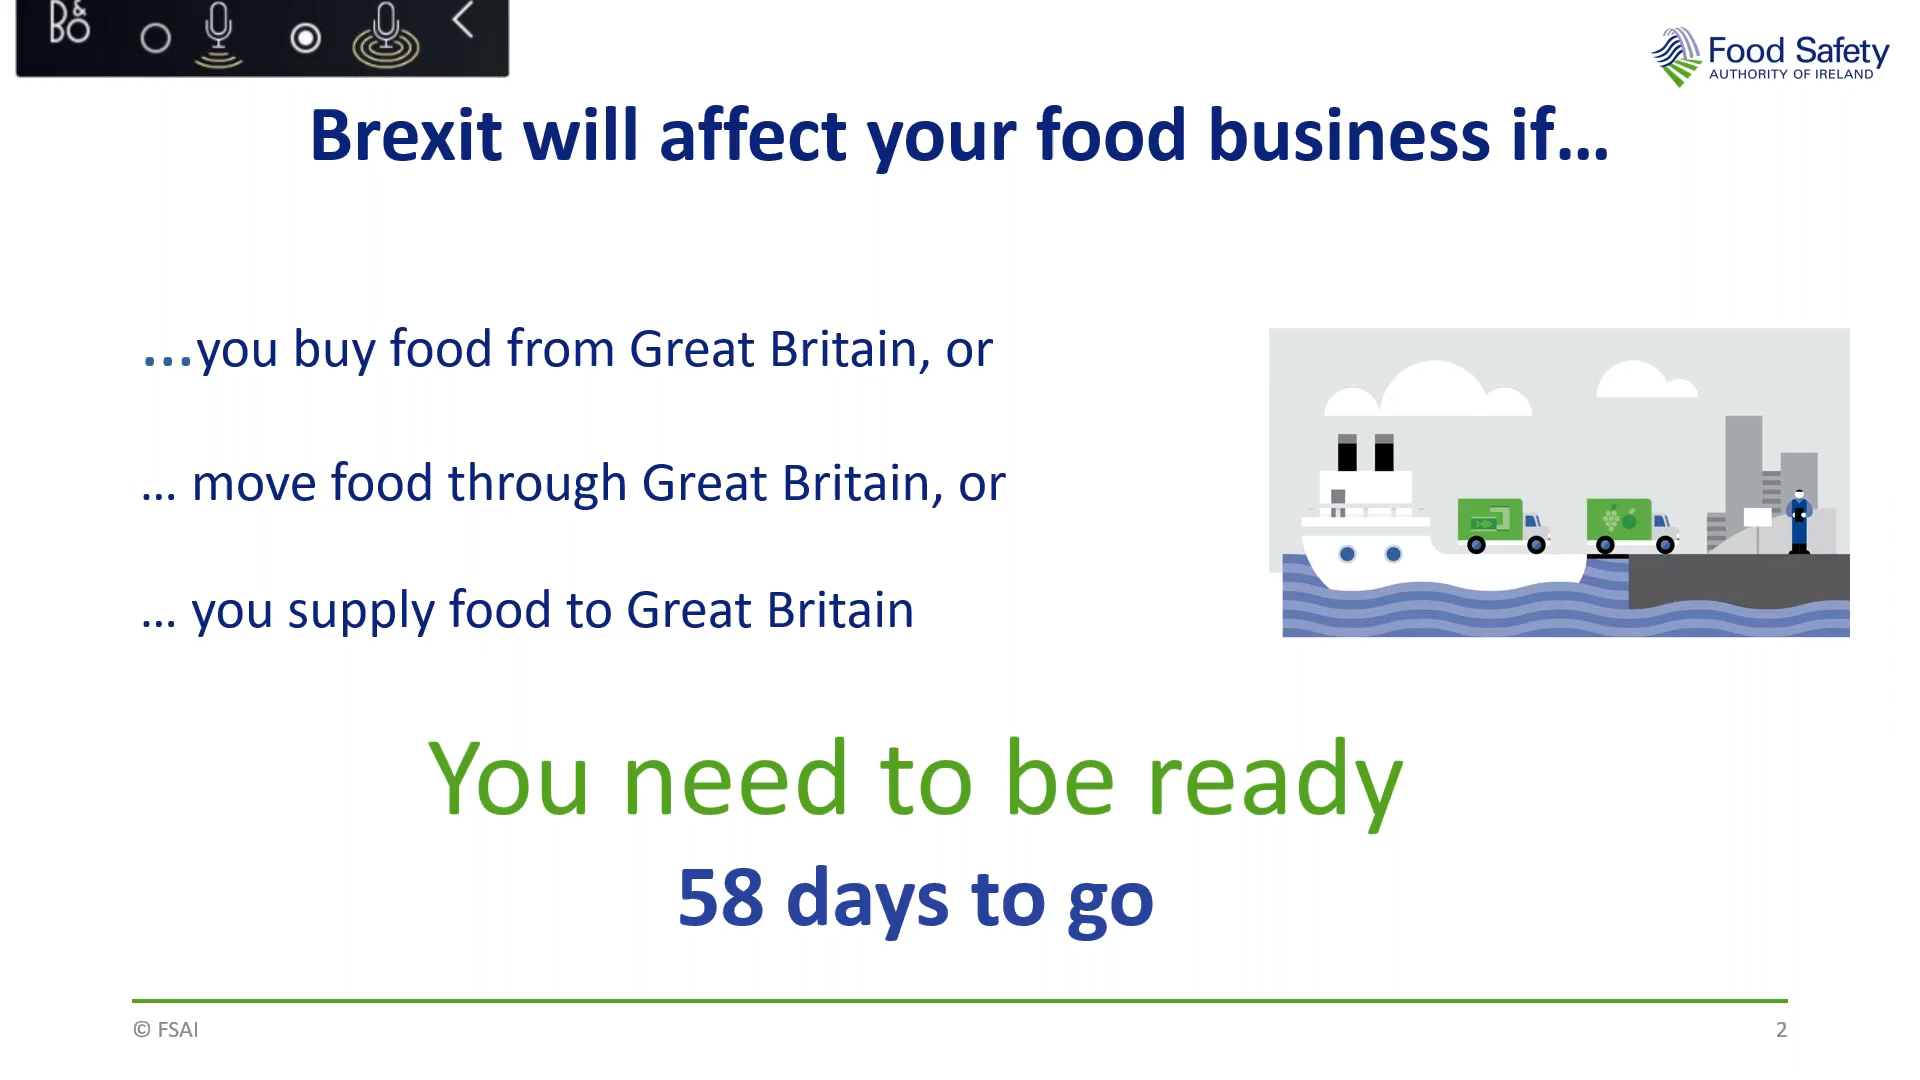 B&O
Food Safety
AUTHORITY OF IRELAND
Brexit will affect your food business if...
...you buy food from Great Britain, or
... move food through Great Britain, or
... you supply food to Great Britain
You need to be ready
58 days to go
© FSAI
2